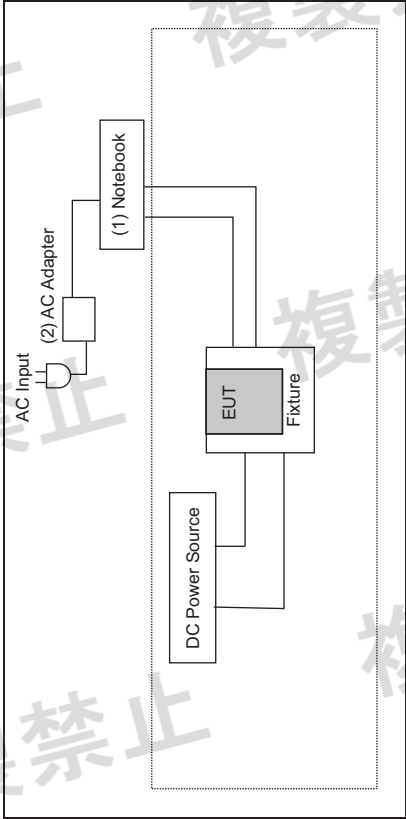 AC Input
(2) AC Adapter
(1) Notebook
EUT
Fixture
DC Power Source
複製
禁止
複製
禁止